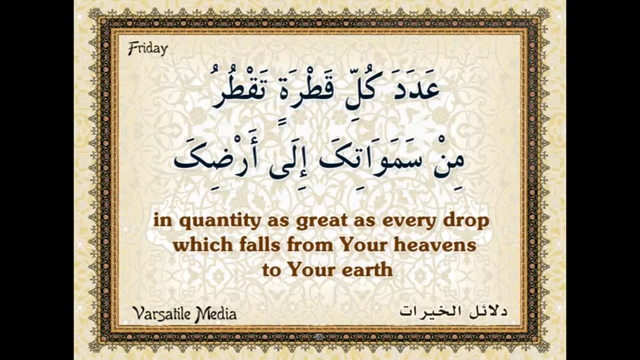 Friday
عَدَدَ كُلِّ قَطْرَةٍ تَقْطُرُ
مِنْ سَمَوَاتِکَ إِلَى أَرْضِکَ
in quantity as great as every drop
which falls from Your heavens
to Your earth
Varsatile Media
دلائل الخيرات